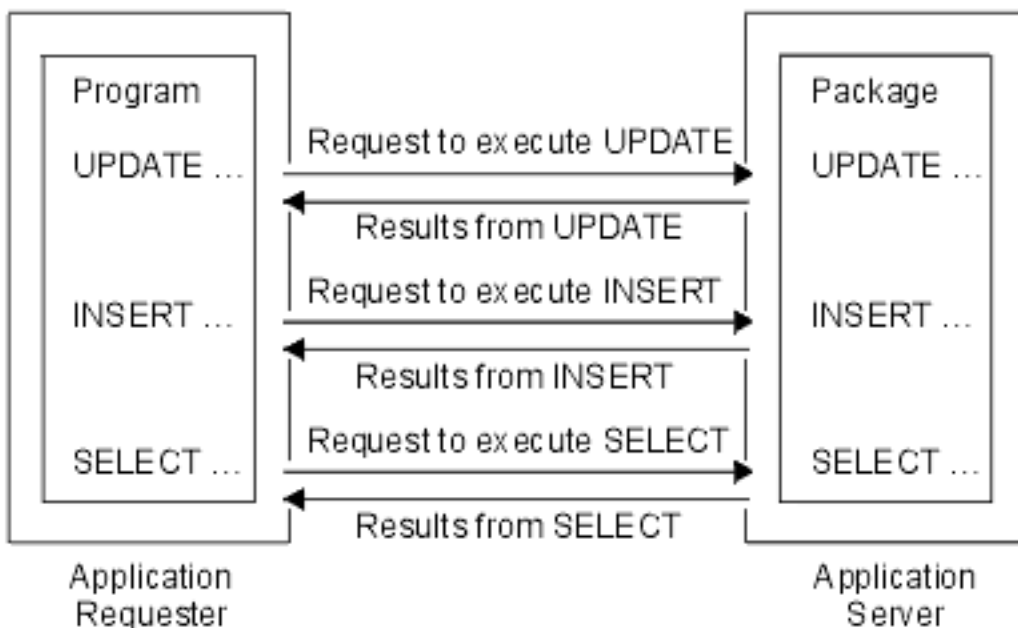 Program
Package
Request to execute UPDATE
UPDATE ...
UPDATE ...
Results from UPDATE
Request to execute INSERT
INSERT ...
INSERT ...
Results from INSERT
Request to execute SELECT
SELECT ...
SELECT ...
Results from SELECT
Application
Requester
Application
Server